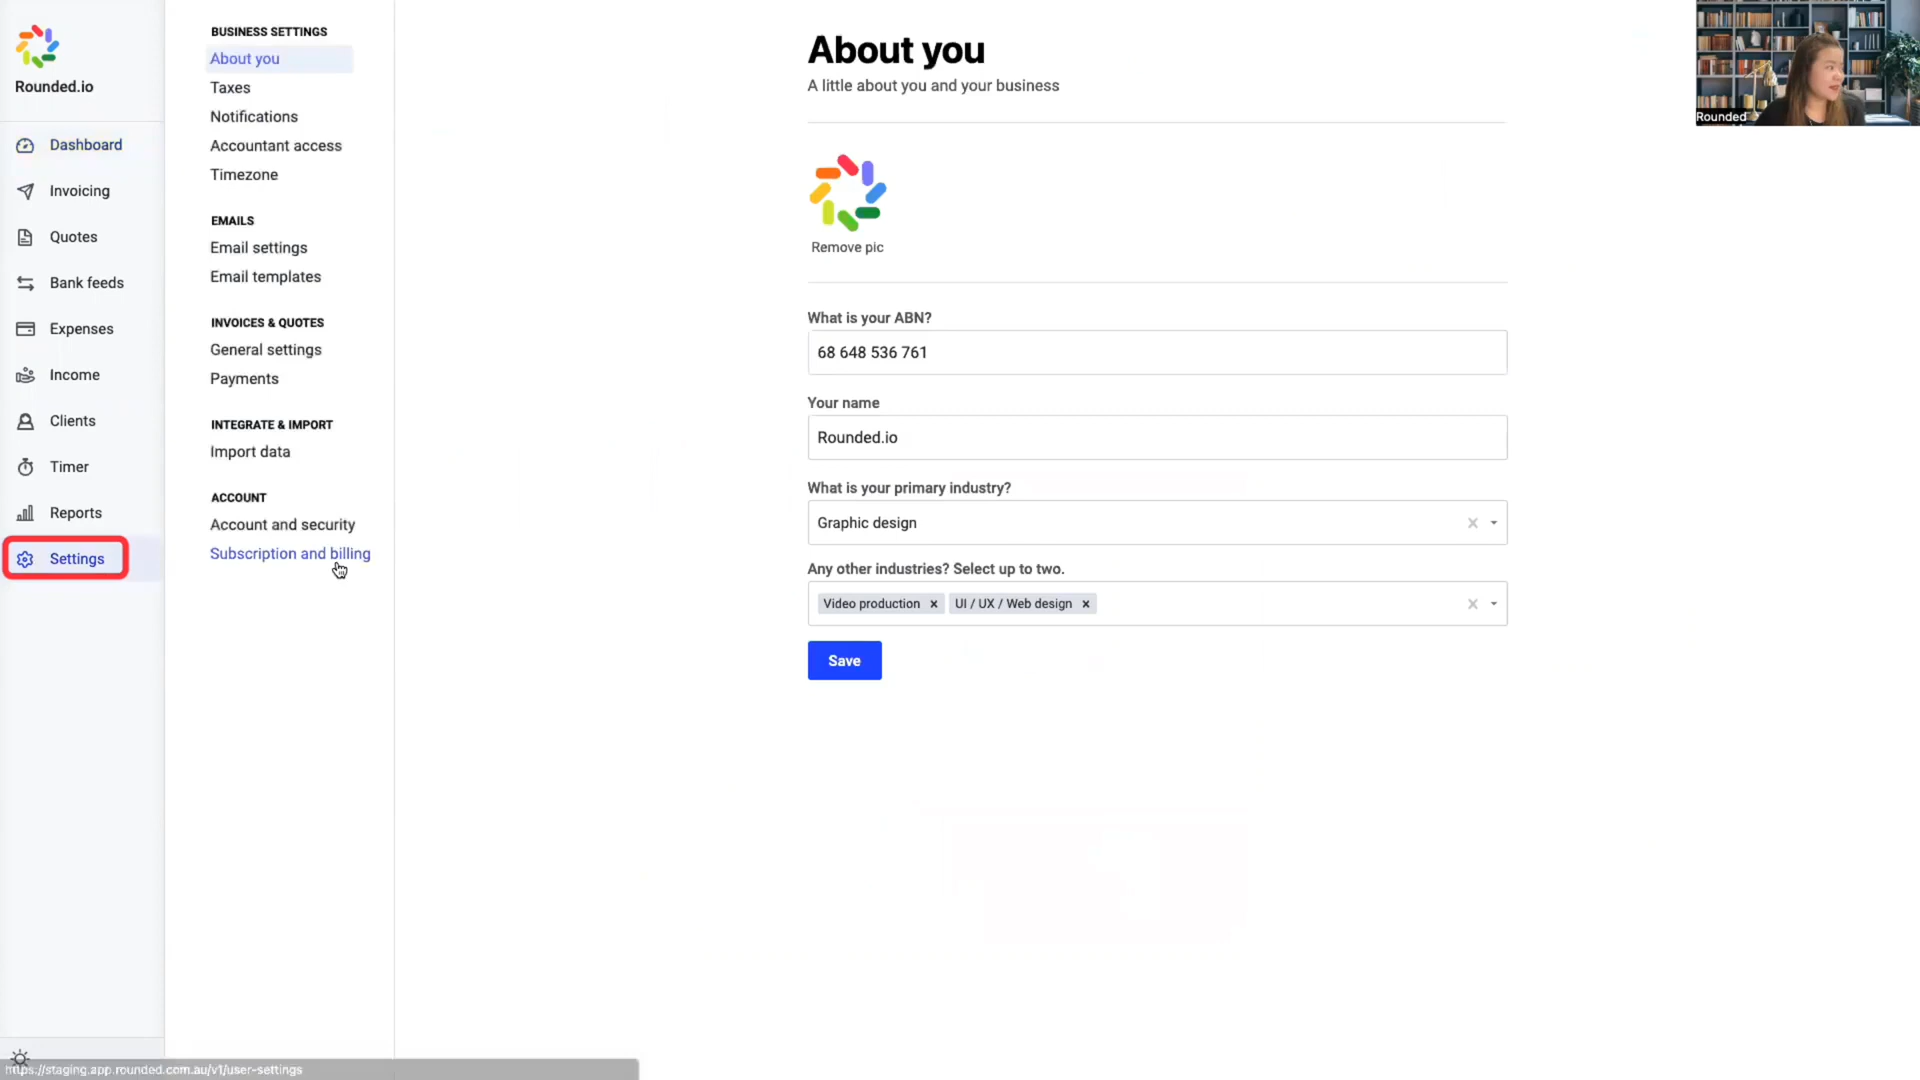 Rounded.io
Dashboard
Invoicing
Quotes
Bank feeds
Expenses
Income
Clients
Timer
Reports
Settings
BUSINESS SETTINGS
About you
Taxes
Notifications
Accountant access
Timezone
EMAILS
Email settings
Email templates
INVOICES & QUOTES
General settings
Payments
INTEGRATE & IMPORT
Import data
ACCOUNT
Account and security
Subscription and billing
About you
A little about you and your business
Remove pic
What is your ABN?
68 648 536 761
Your name
Rounded.io
What is your primary industry?
Graphic design
Any other industries? Select up to two.
Video production
UI / UX / Web design
Save
Rounded
https://staging.app.rounded.com.au/v1/user-settings